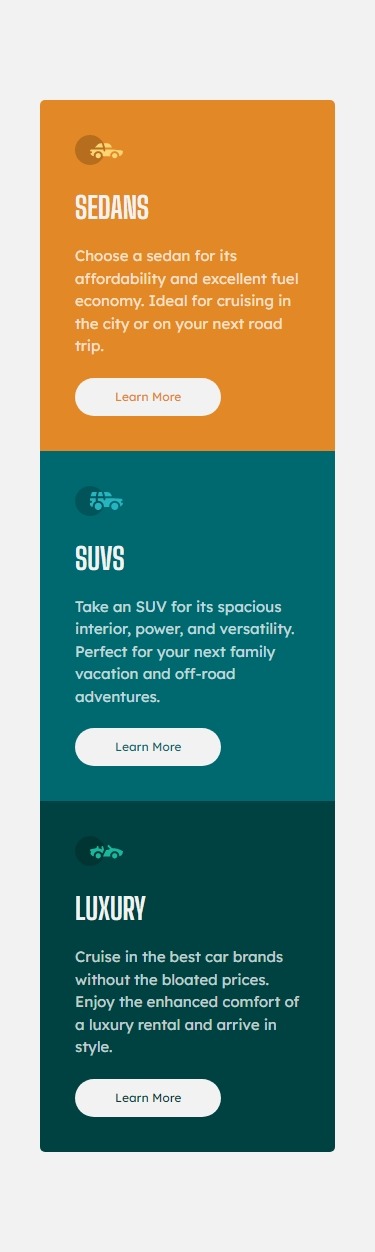 SEDANS
Choose a sedan for its
affordability and excellent fuel
economy. Ideal for cruising in
the city or on your next road
trip.
Learn More
SUVS
Take an SUV for its spacious
interior, power, and versatility.
Perfect for your next family
vacation and off-road
adventures.
Learn More
LUXURY
Cruise in the best car brands
without the bloated prices.
Enjoy the enhanced comfort of
a luxury rental and arrive in
style.
Learn More